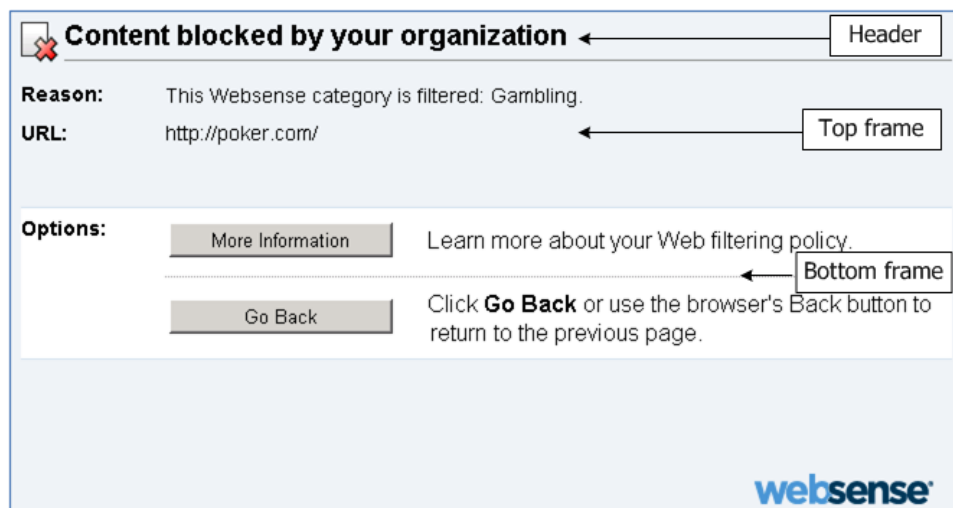 Content blocked by your organization
Header
Reason: This Websense category is filtered: Gambling.
URL: http://poker.com/
Top frame
Options:
More Information Learn more about your Web filtering policy.
Bottom frame
Go Back Click Go Back or use the browser's Back button to
return to the previous page.
websense